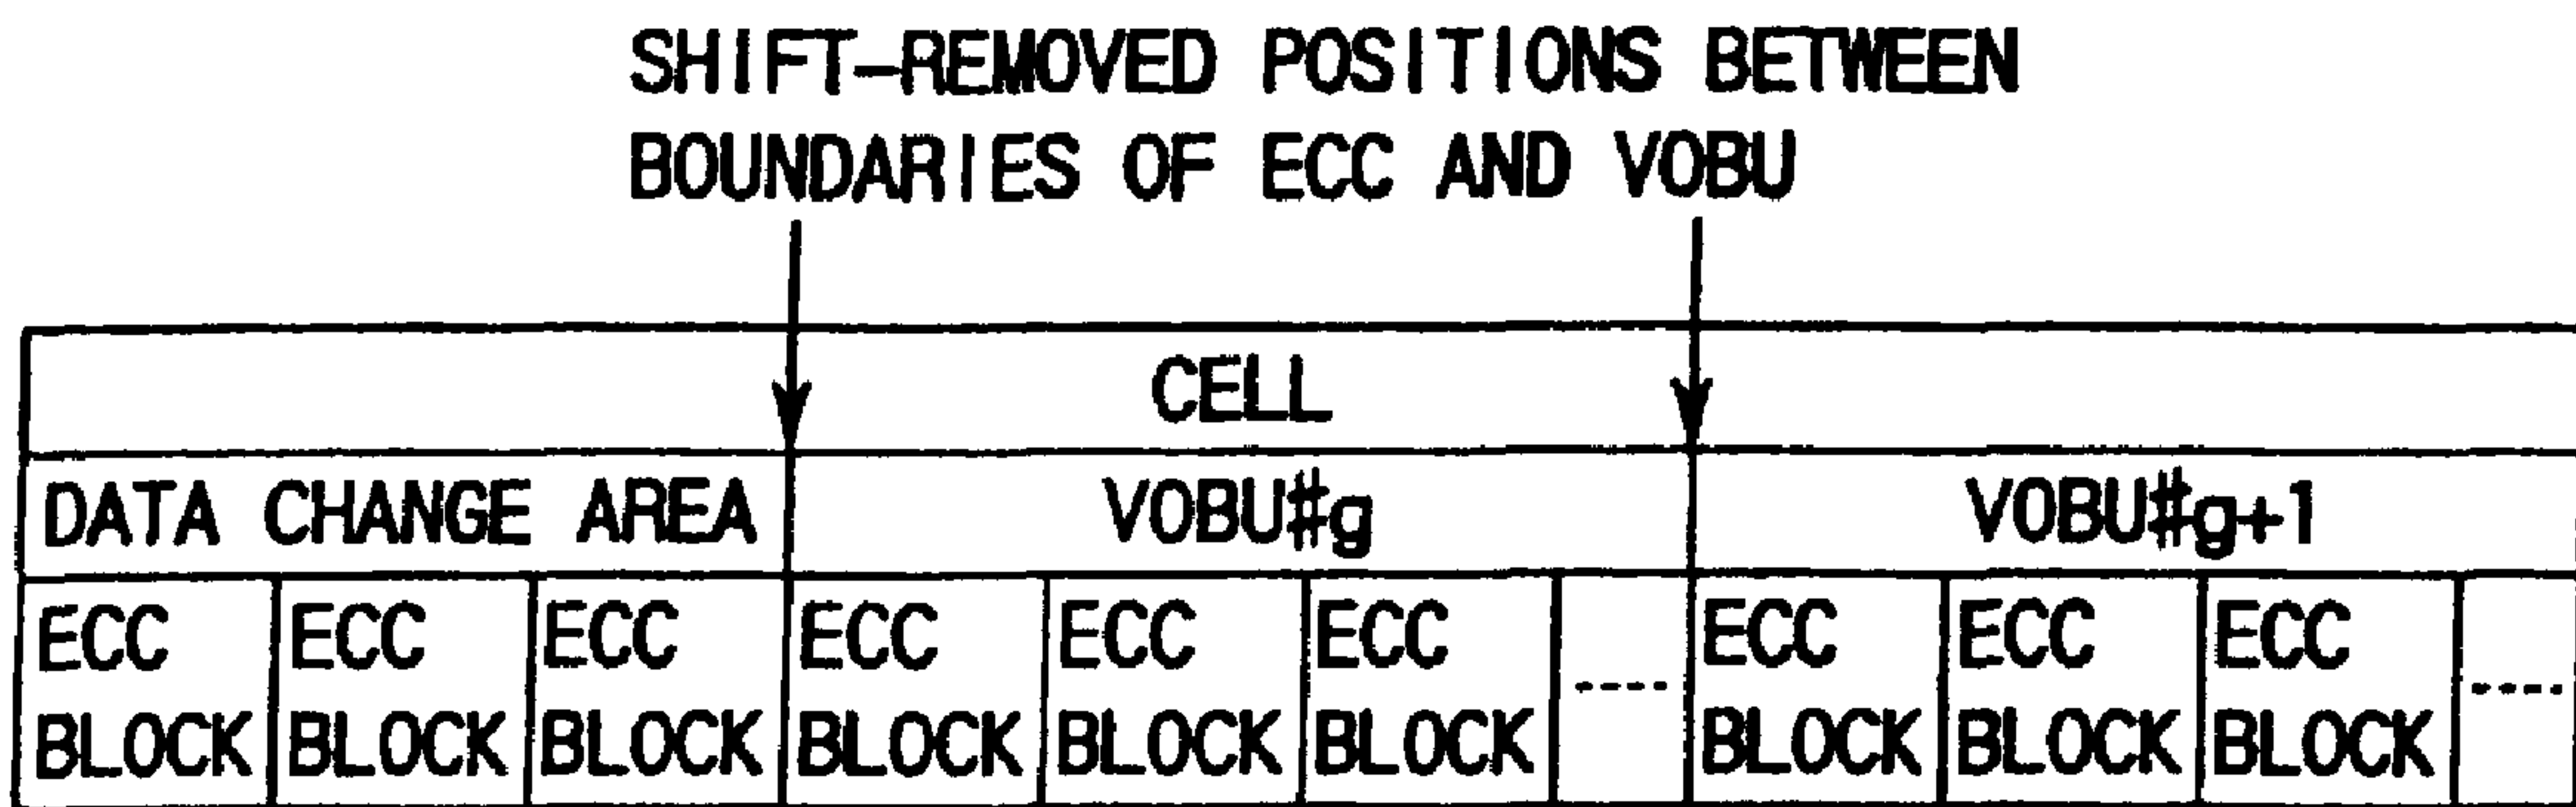 SHIFT-REMOVED POSITIONS BETWEEN
BOUNDARIES OF ECC AND VOBU
CELL
DATA CHANGE AREA VOBU#g VOBU#g+1
ECC ECC ECC ECC ECC ECC ECC ECC ECC
BLOCK BLOCK BLOCK BLOCK BLOCK BLOCK BLOCK BLOCK BLOCK